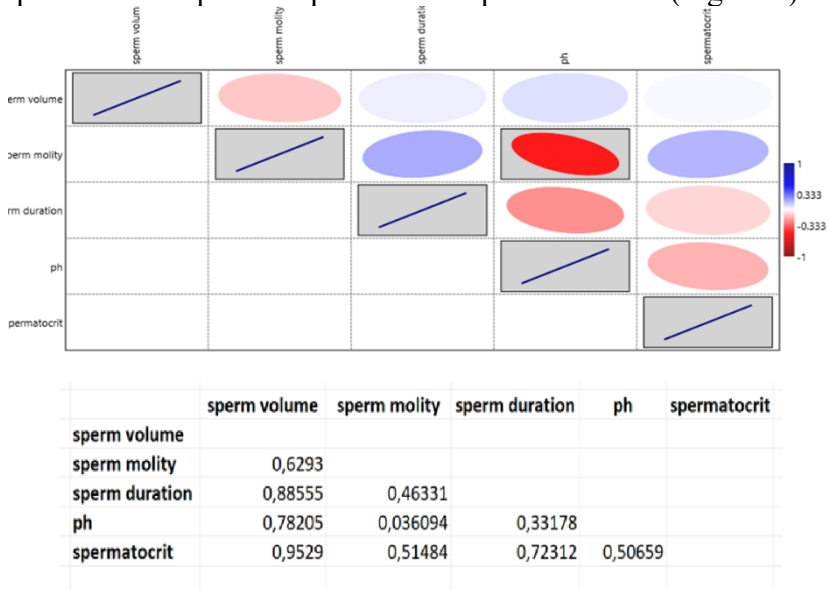 sperm volum
sperm molity
sperm durati
ph
spermatocrit
erm volume
perm molity
rm duration
ph
permatocrit
1
0.333
-0.333
-1
sperm volume sperm molity sperm duration ph spermatocrit
sperm volume
sperm molity 0,6293
sperm duration 0,88555 0,46331
ph 0,78205 0,036094 0,33178
spermatocrit 0,9529 0,51484 0,72312 0,50659